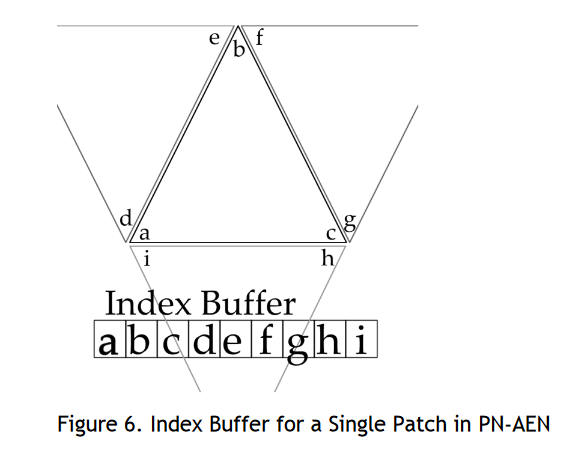 e f
b
d g
a c
i h
Index Buffer
a b c d e f g h i
Figure 6. Index Buffer for a Single Patch in PN-AEN